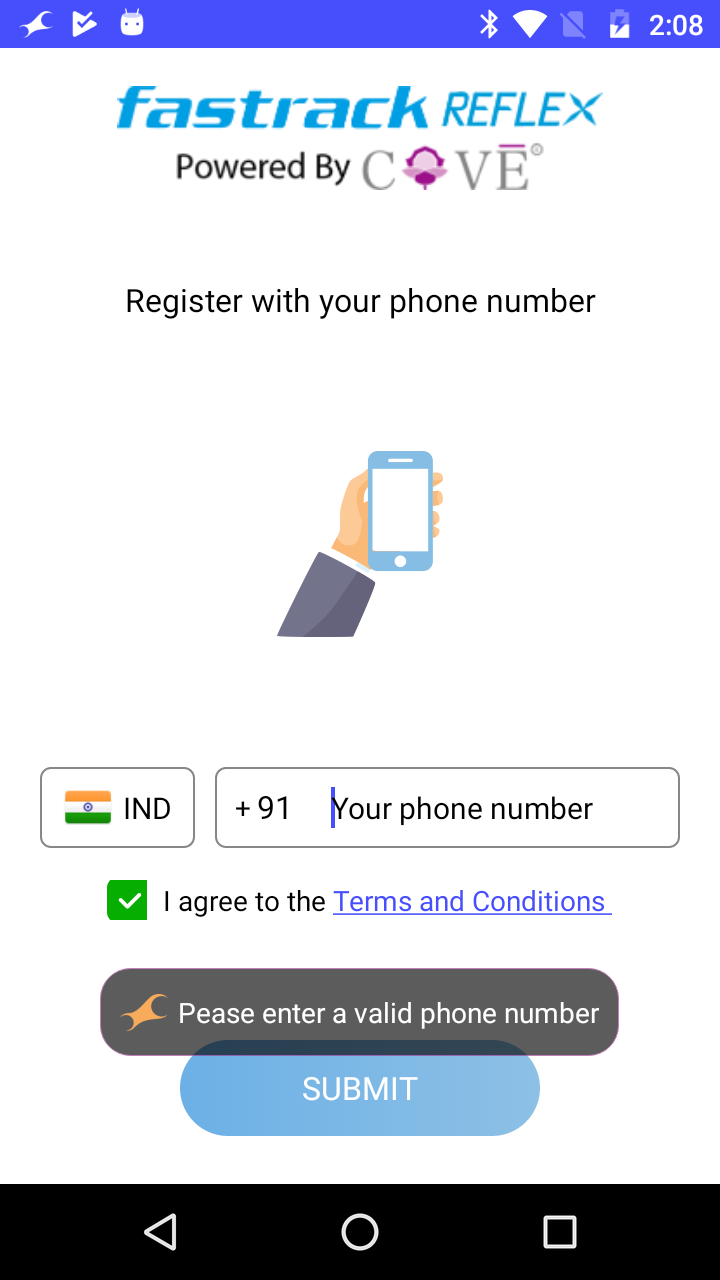 2:08
fastrack REFLEX
Powered By COVE®
Register with your phone number
IND +91 Your phone number
I agree to the Terms and Conditions
Pease enter a valid phone number
SUBMIT